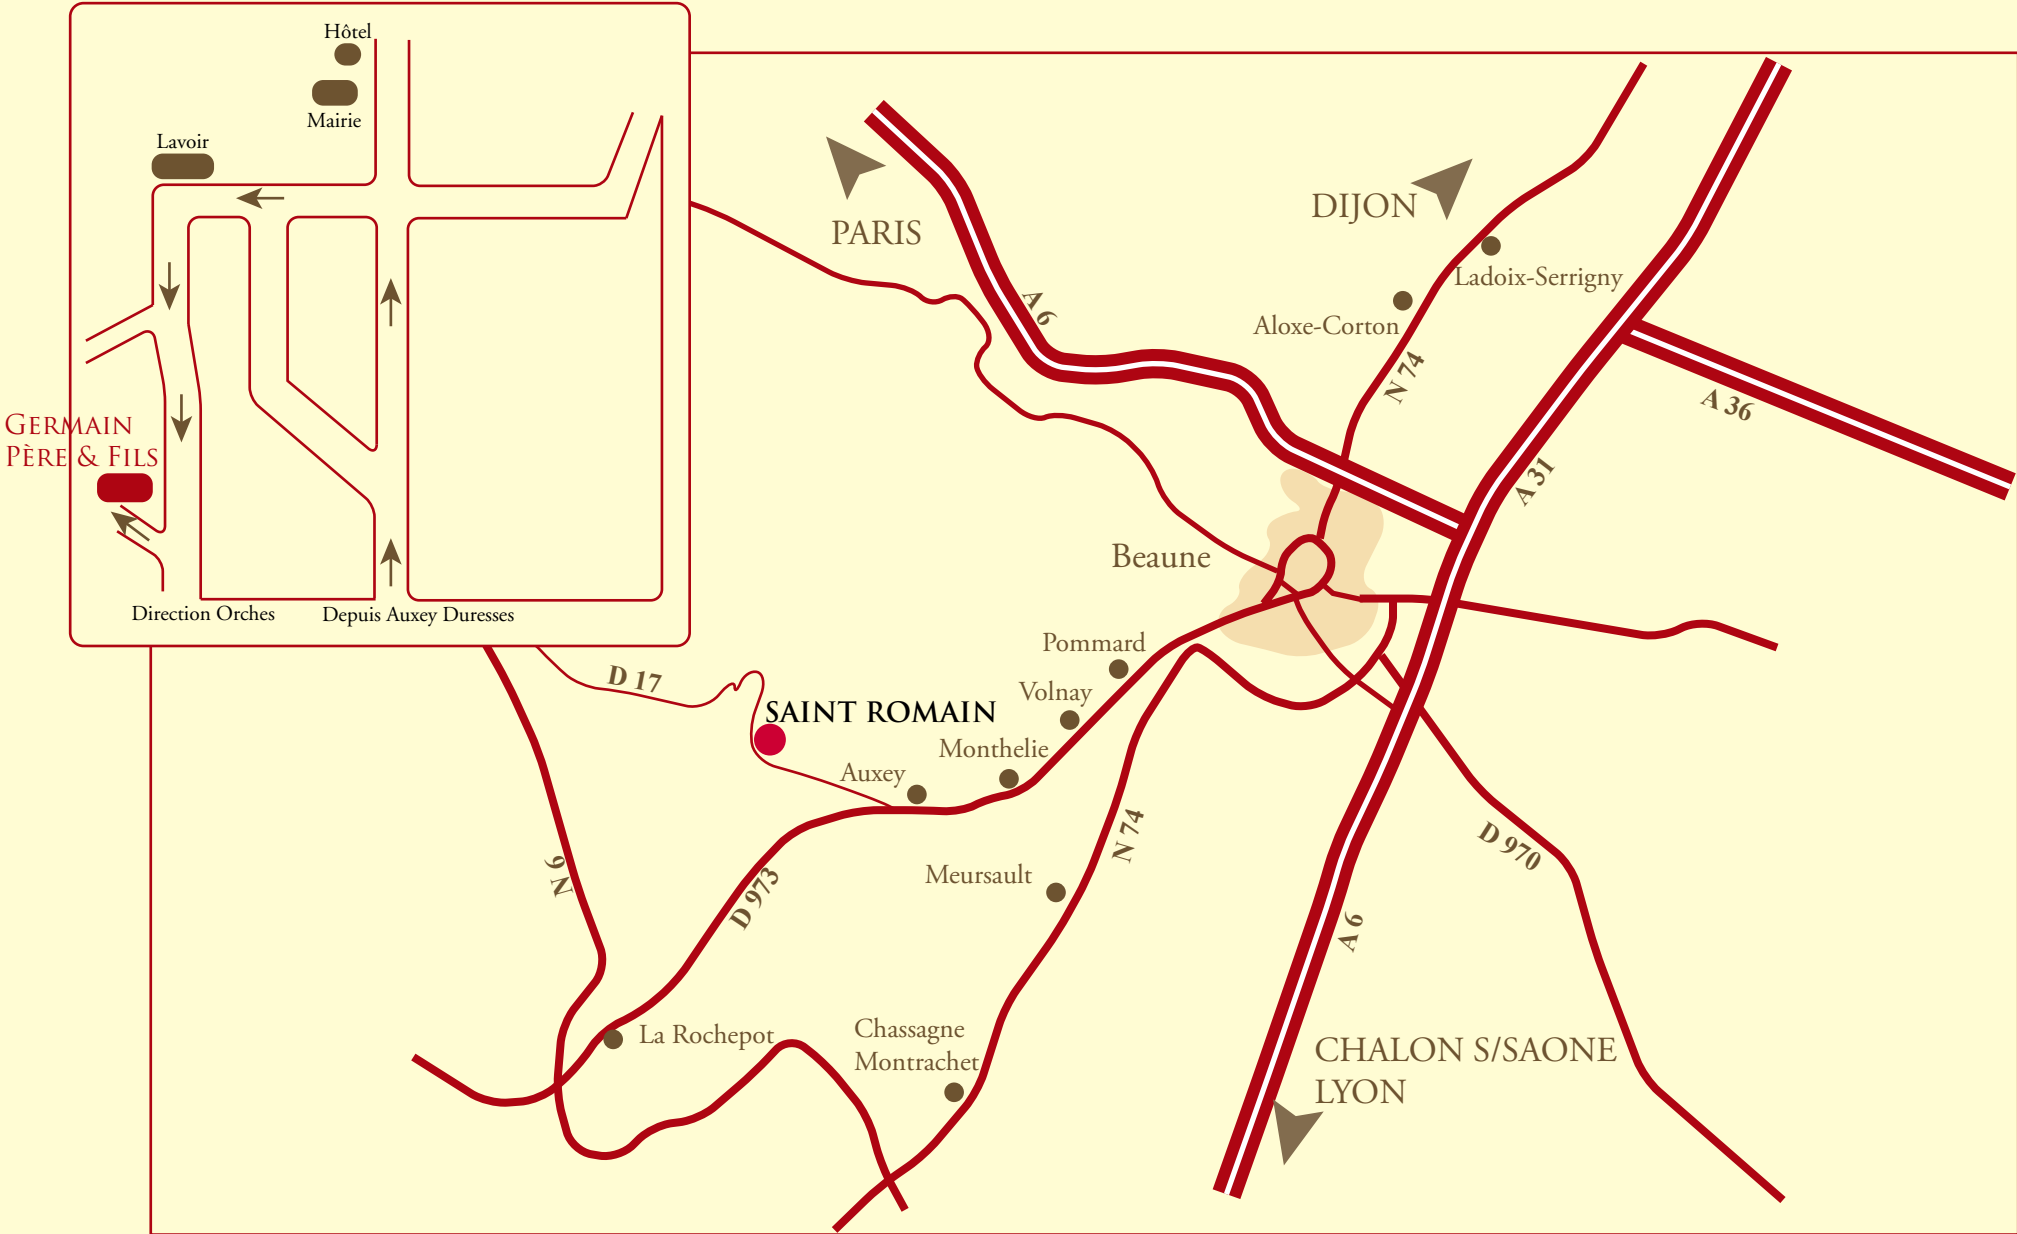 Hôtel
Mairie
Lavoir
GERMAIN
PÈRE & FILS
Direction Orches
Depuis Auxey Duresses
PARIS
DIJON
Ladoix-Serrigny
Aloxe-Corton
A 6
N 74
A 36
A 31
Beaune
Pommard
D 17
Volnay
SAINT ROMAIN
Monthelie
Auxey
N 74
D 970
N 6
Meursault
D 973
A 6
Chassagne
Montrachet
La Rochepot
CHALON S/SAONE
LYON